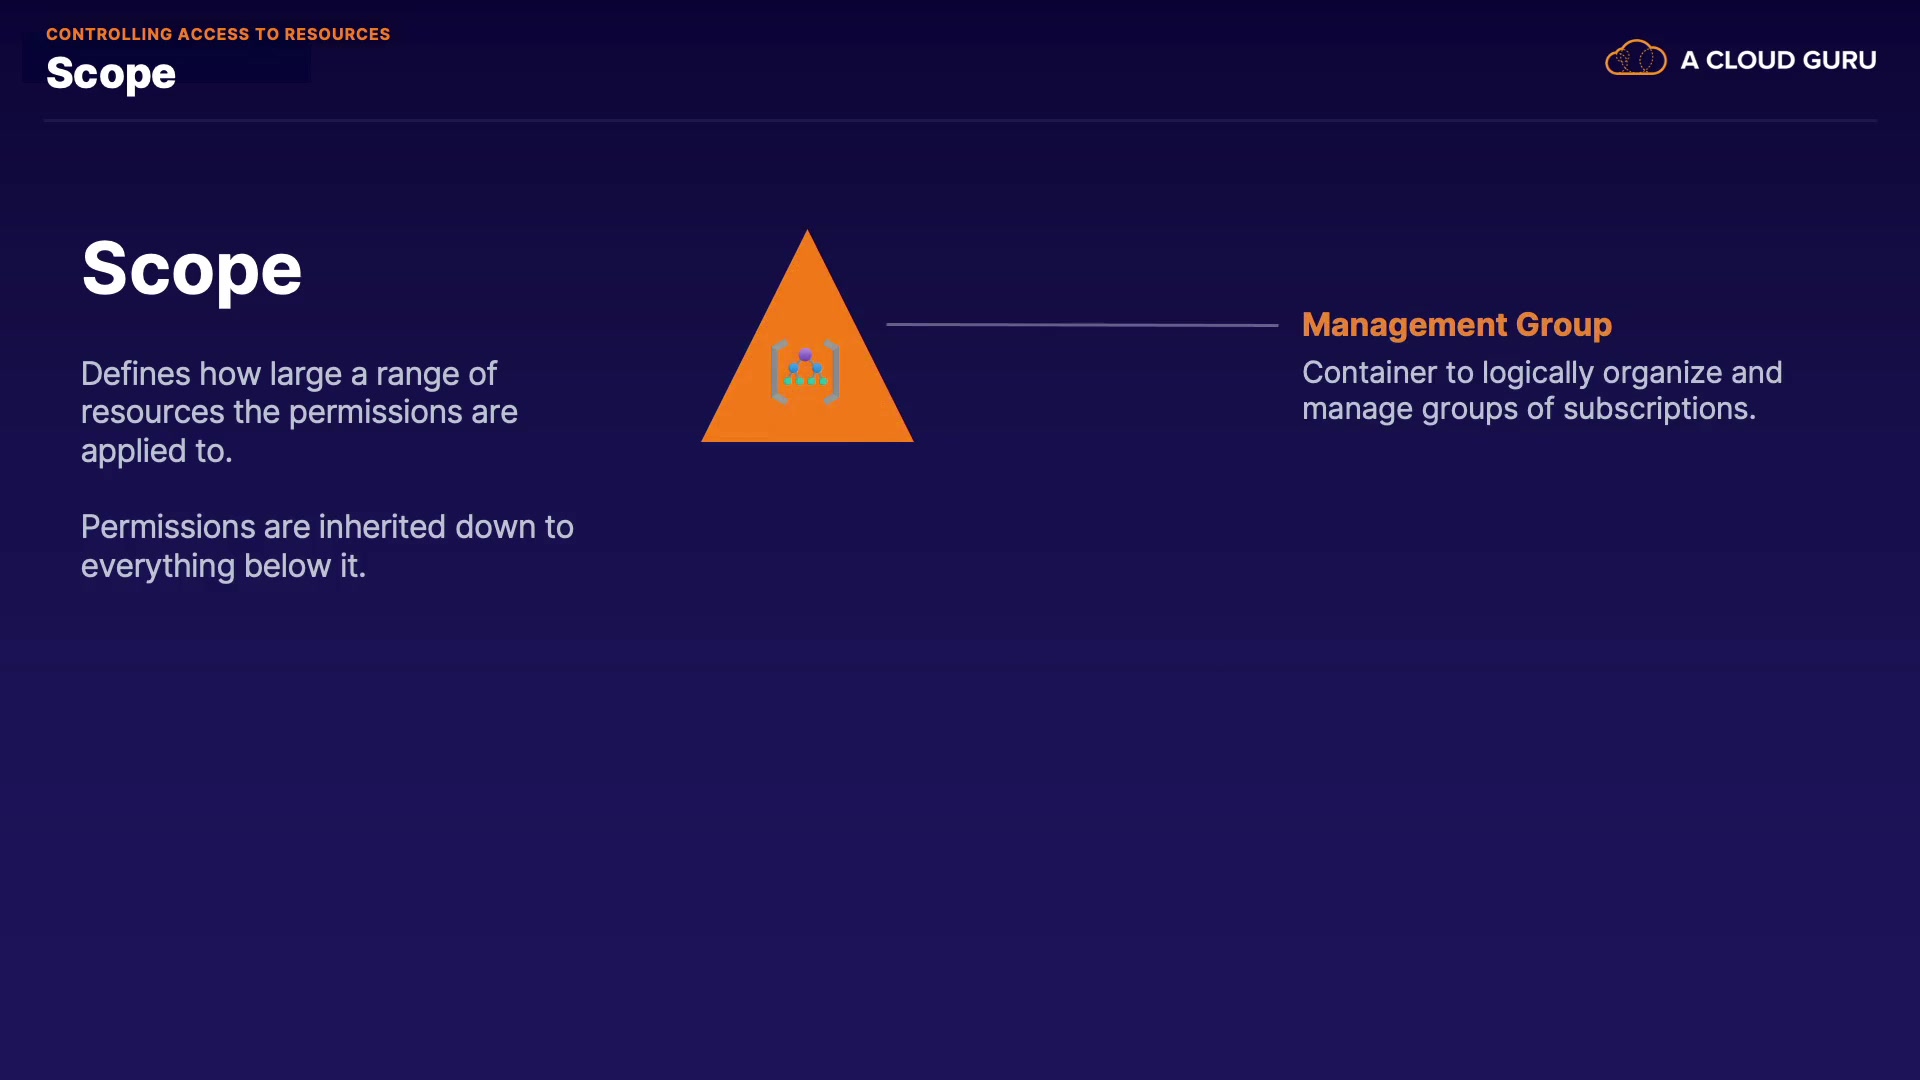 CONTROLLING ACCESS TO RESOURCES
Scope
A CLOUD GURU
Scope
Defines how large a range of
resources the permissions are
applied to.
Permissions are inherited down to
everything below it.
Management Group
Container to logically organize and
manage groups of subscriptions.